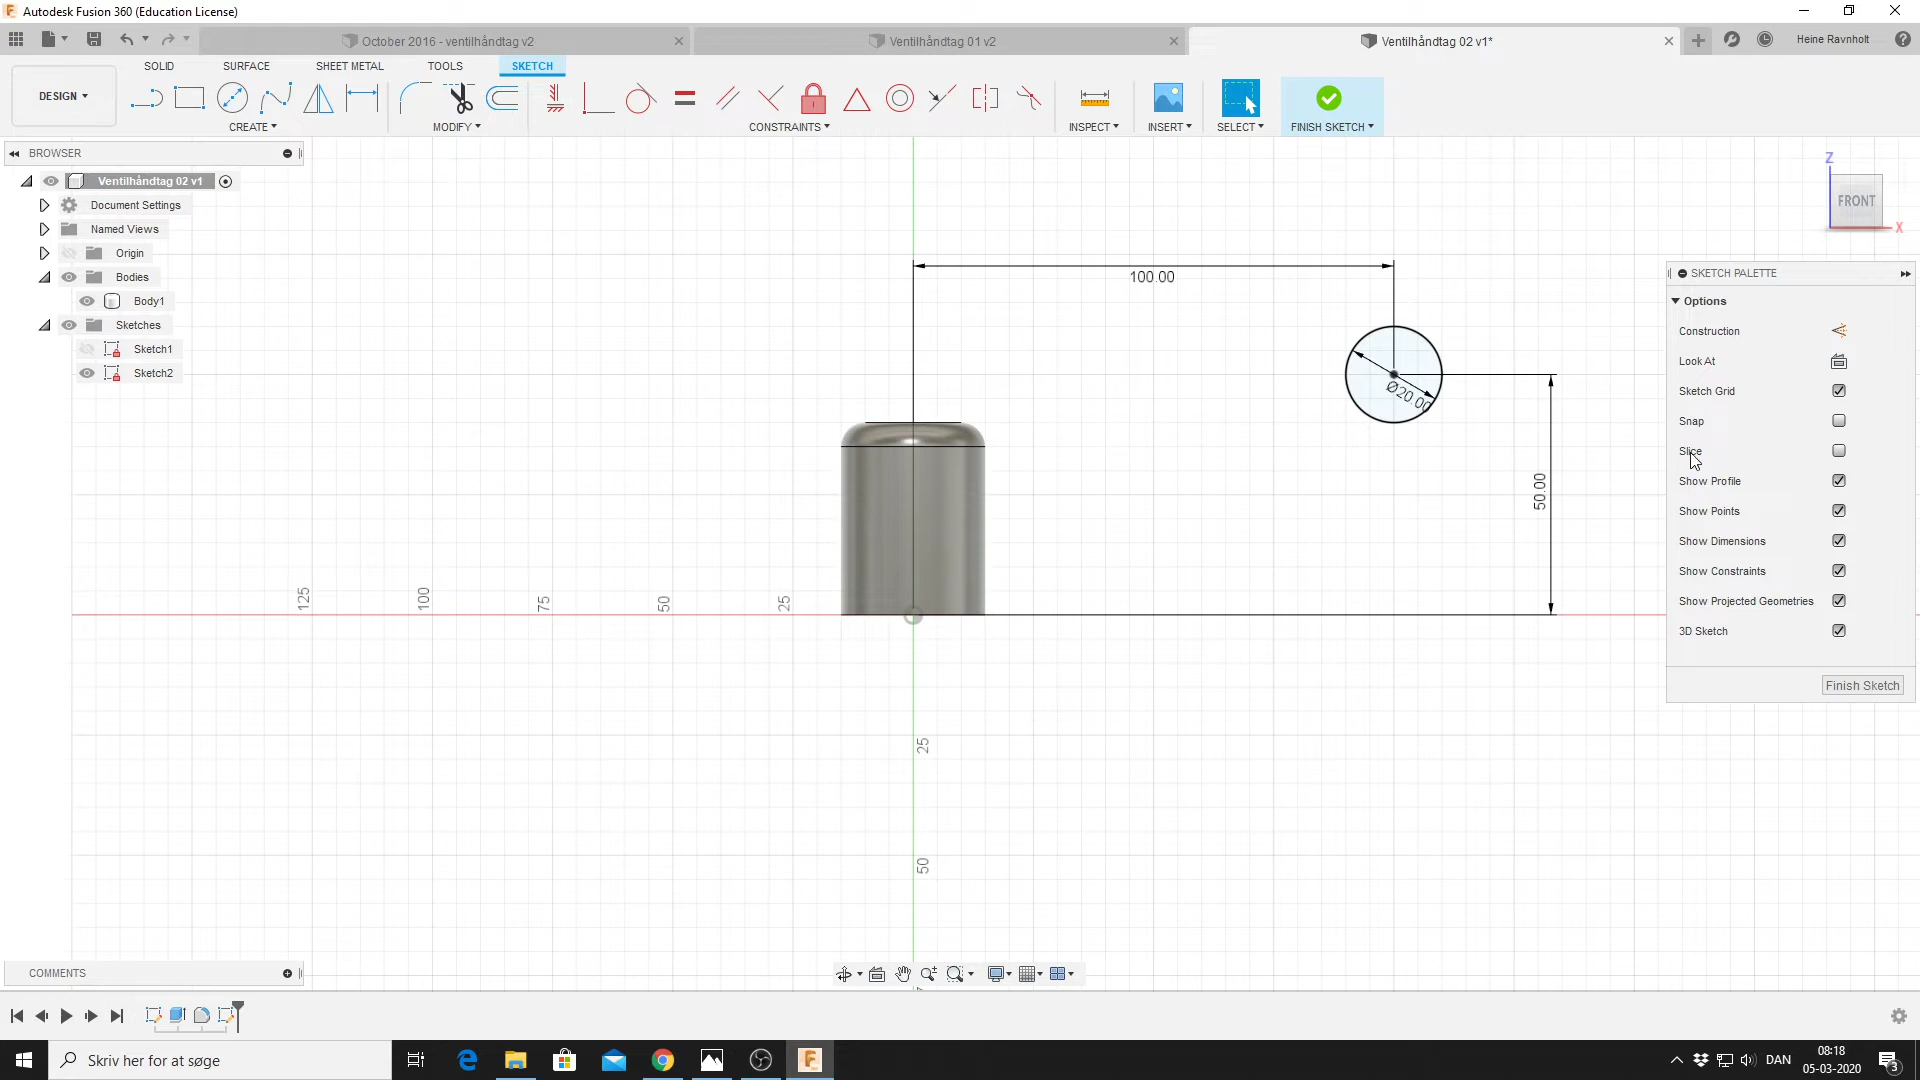 Autodesk Fusion 360 (Education License)
October 2016 - ventilhåndtag v2
Ventilhåndtag 01 v2
Ventilhåndtag 02 v1*
Heine Ravnholt
DESIGN
SOLID
SURFACE
SHEET METAL
TOOLS
SKETCH
CREATE
MODIFY
CONSTRAINTS
INSPECT
INSERT
SELECT
FINISH SKETCH
BROWSER
Ventilhåndtag 02 v1
Document Settings
Named Views
Origin
Bodies
Body1
Sketches
Sketch1
Sketch2
Z
FRONT
X
100.00
Ø20.00
50.00
125
100
75
50
25
25
50
SKETCH PALETTE
Options
Construction
Look At
Sketch Grid
Snap
Slice
Show Profile
Show Points
Show Dimensions
Show Constraints
Show Projected Geometries
3D Sketch
Finish Sketch
COMMENTS
Skriv her for at søge
DAN
08:18
05-03-2020
3